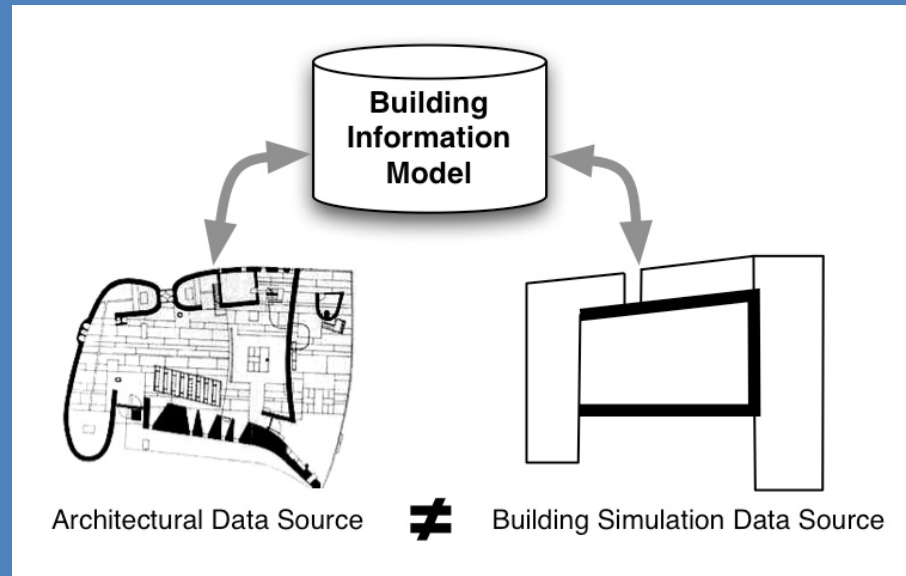 Building
Information
Model
Architectural Data Source ≠ Building Simulation Data Source